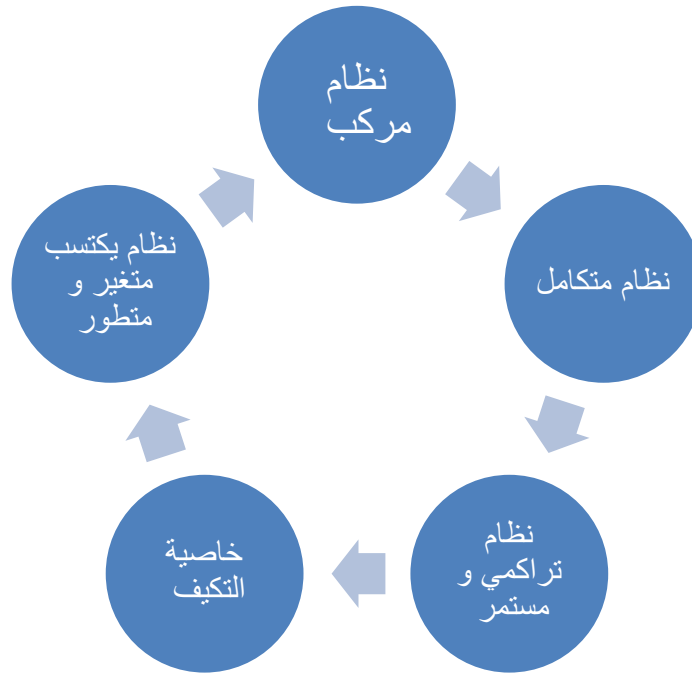 نظام
مركب
نظام متكامل
نظام
تراكمي و
مستمر
خاصية
التكيف
نظام يكتسب
متغير و
متطور